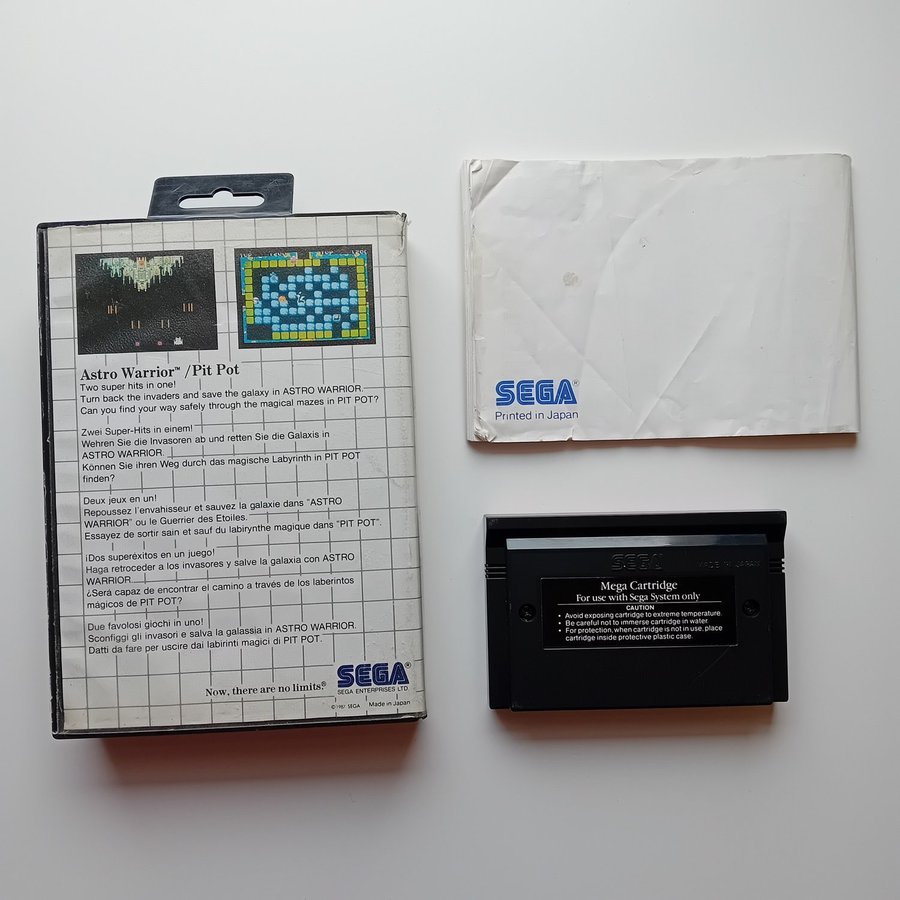 Astro Warrior™ /Pit Pot
Two super hits in one!
Turn back the invaders and save the galaxy in ASTRO WARRIOR.
Can you find your way safely through the magical mazes in PIT POT?
Zwei Super-Hits in einem!
Wehren Sie die Invasoren ab und retten Sie die Galaxis in
ASTRO WARRIOR.
Können Sie ihren Weg durch das magische Labyrinth in PIT POT
finden?
Deux jeux en un!
Repoussez l'envahisseur et sauvez la galaxie dans "ASTRO
WARRIOR" ou le Guerrier des Etoiles.
Essayez de sortir sain et sauf du labirynthe magique dans "PIT POT".
¡Dos superéxitos en un juego!
Haga retroceder a los invasores y salve la galaxia con ASTRO
WARRIOR.
¿Será capaz de encontrar el camino a través de los laberintos
mágicos de PIT POT?
Due favolosi giochi in uno!
Sconfiggi gli invasori e salva la galassia in ASTRO WARRIOR.
Datti da fare per uscire dai labirinti magici di PIT POT.
Now, there are no limits.®
SEGA®
SEGA ENTERPRISES LTD.
© 1987 SEGA Made in Japan
SEGA®
Printed in Japan
SEGA
MADE IN JAPAN
Mega Cartridge
For use with Sega System only
CAUTION
• Avoid exposing cartridge to extreme temperature.
• Be careful not to immerse cartridge in water
• For protection, when cartridge is not in use, place
cartridge inside protective plastic case.